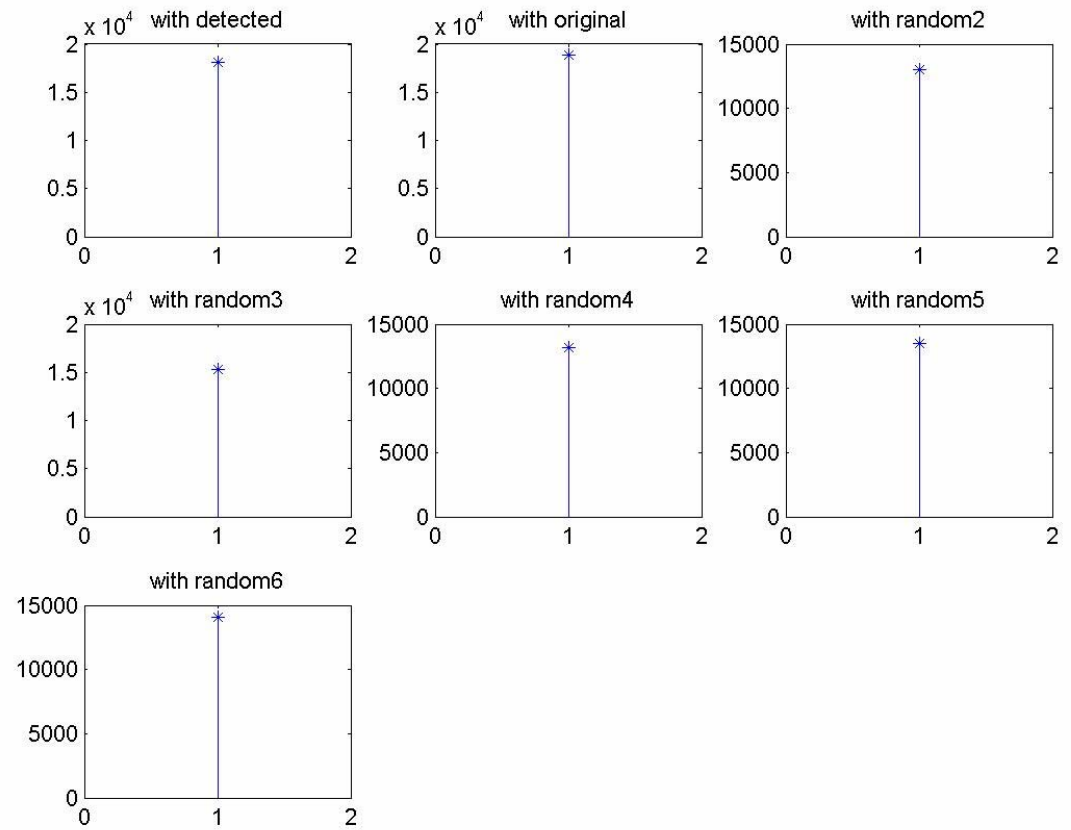 x 10^4 with detected
2
1.5
1
0.5
0
0 1 2
x 10^4 with original
2
1.5
1
0.5
0
0 1 2
with random2
15000
10000
5000
0
0 1 2
x 10^4 with random3
2
1.5
1
0.5
0
0 1 2
with random4
15000
10000
5000
0
0 1 2
with random5
15000
10000
5000
0
0 1 2
with random6
15000
10000
5000
0
0 1 2